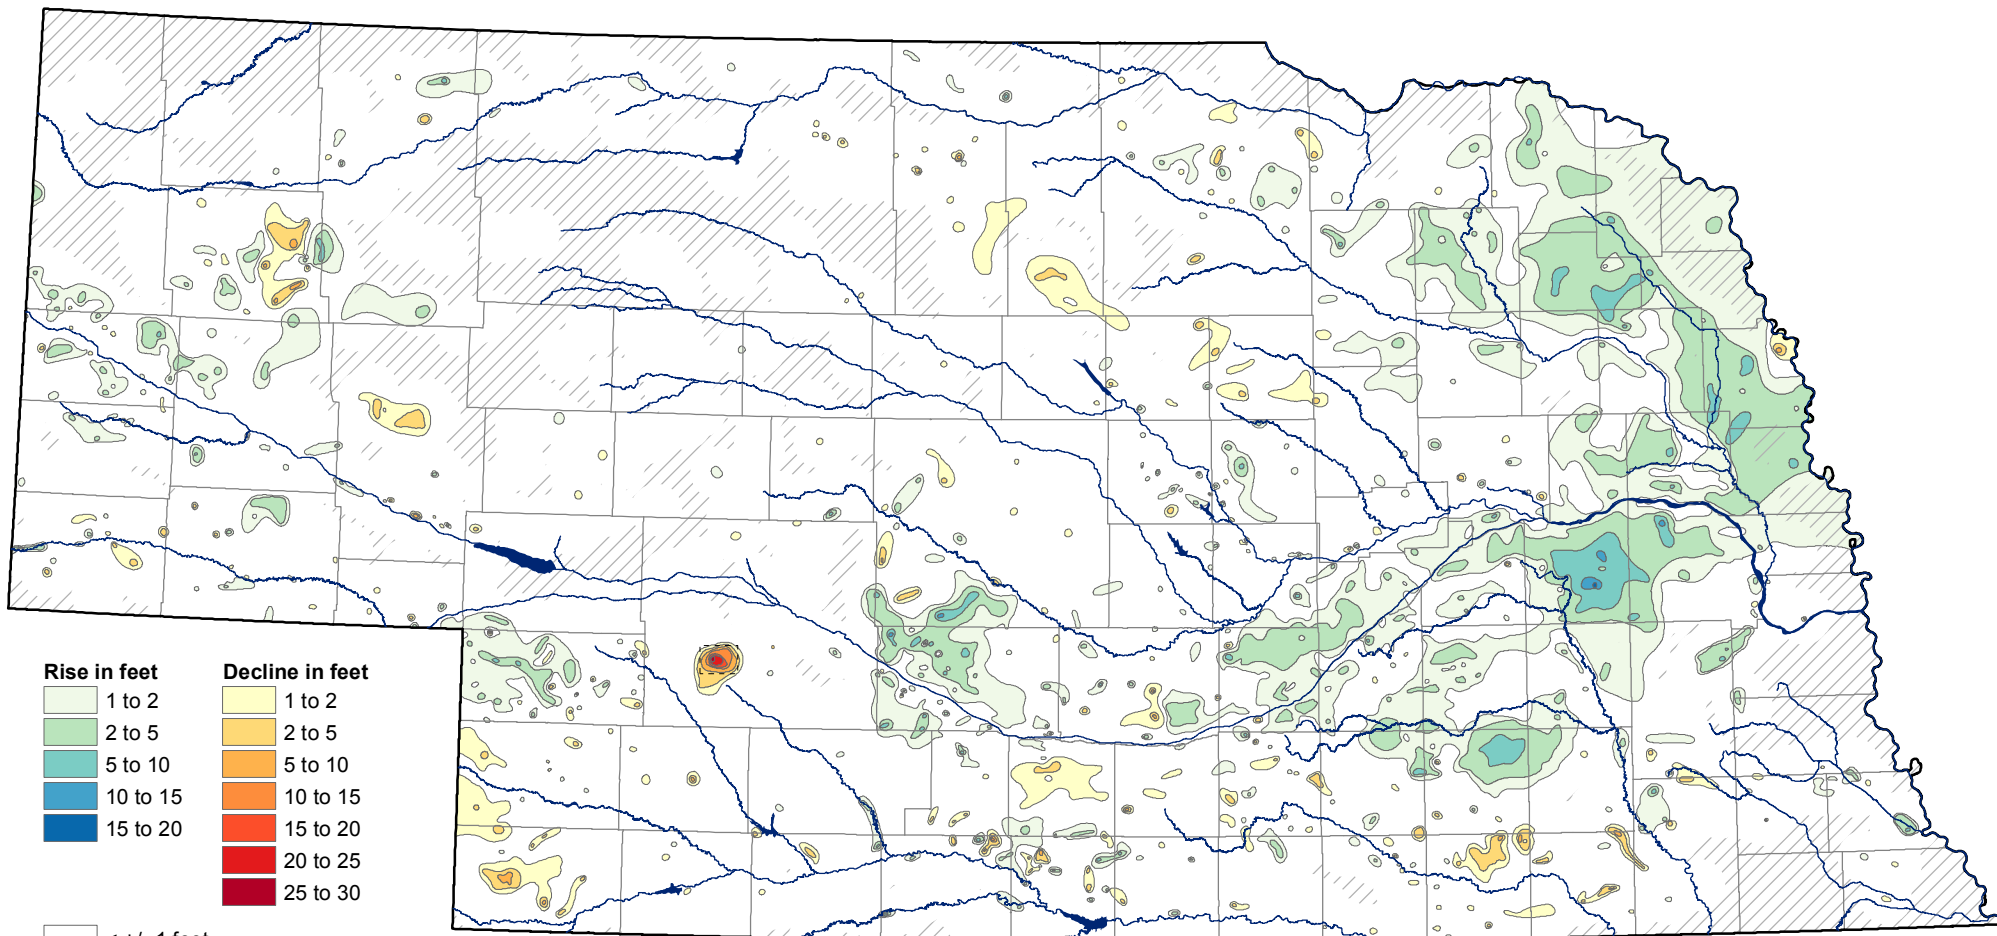 Rise in feet
1 to 2
2 to 5
5 to 10
10 to 15
15 to 20
Decline in feet
1 to 2
2 to 5
5 to 10
10 to 15
15 to 20
20 to 25
25 to 30
+/- 1 feet